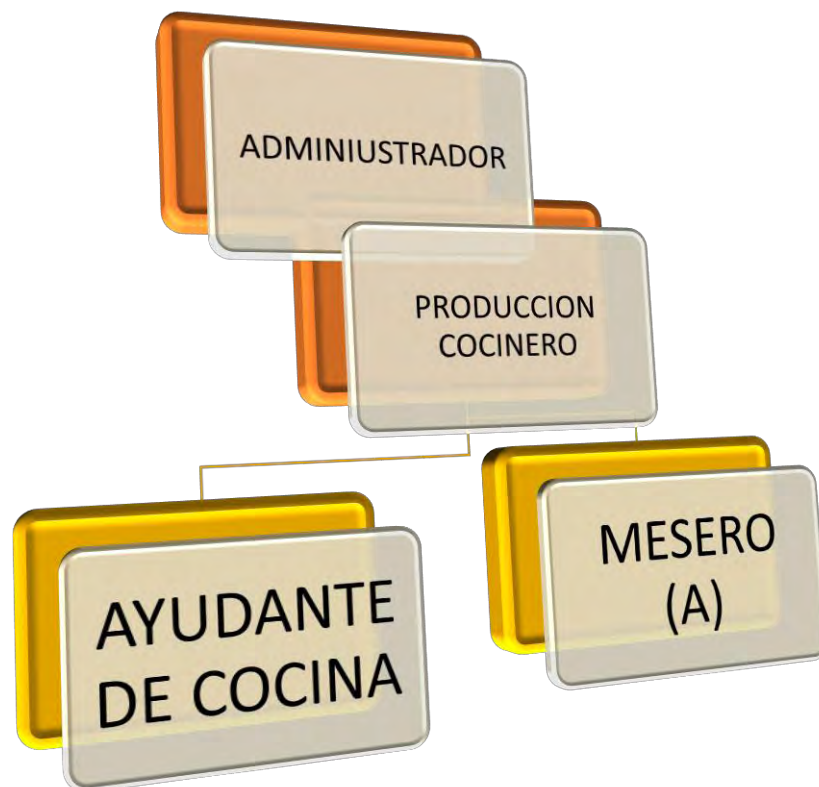 ADMINIUSTRADOR
PRODUCCION
COCINERO
AYUDANTE
DE COCINA
MESERO
(A)